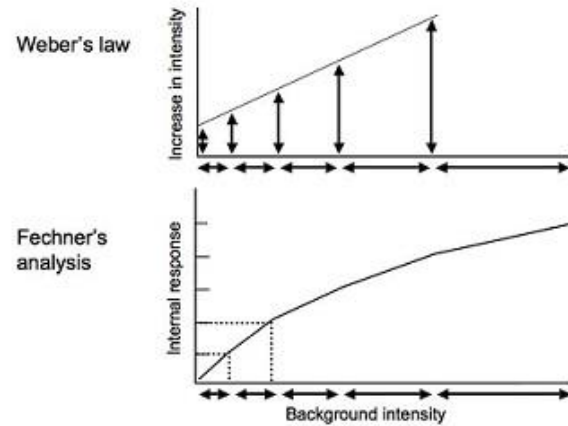 Weber's law
Increase in intensity
Fechner's
analysis
Internal response
Background intensity